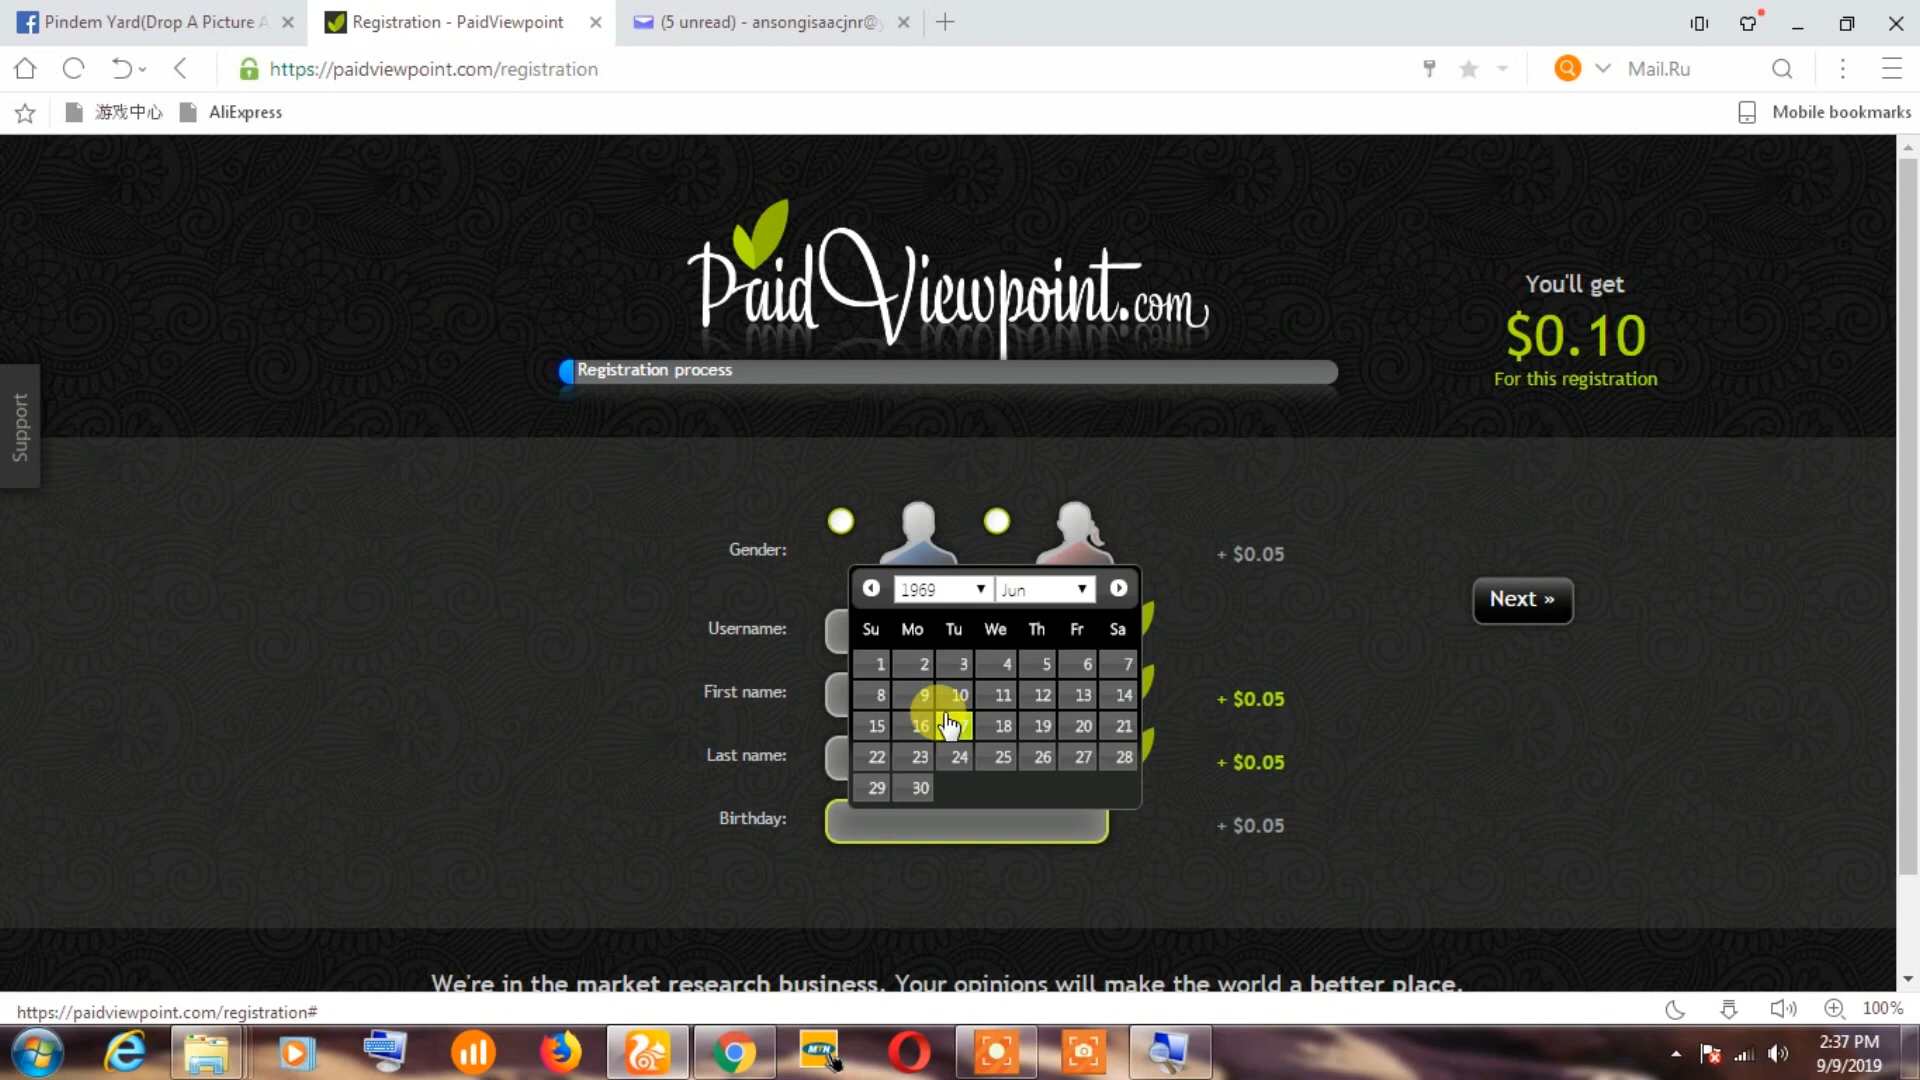 Pindem Yard(Drop A Picture A
Registration - PaidViewpoint
(5 unread) - ansongisaacjnr@
https://paidviewpoint.com/registration
Mail.Ru
游戏中心
AliExpress
Mobile bookmarks
PaidViewpoint.com
You'll get
$0.10
For this registration
Registration process
Support
Gender:
+ $0.05
1969
Jun
Next »
Su Mo Tu We Th Fr Sa
Username:
1 2 3 4 5 6 7
First name:
8 9 10 11 12 13 14
+ $0.05
15 16 18 19 20 21
Last name:
22 23 24 25 26 27 28
+ $0.05
29 30
Birthday:
+ $0.05
We're in the market research business. Your opinions will make the world a better place.
https://paidviewpoint.com/registration#
100%
MTN
2:37 PM
9/9/2019